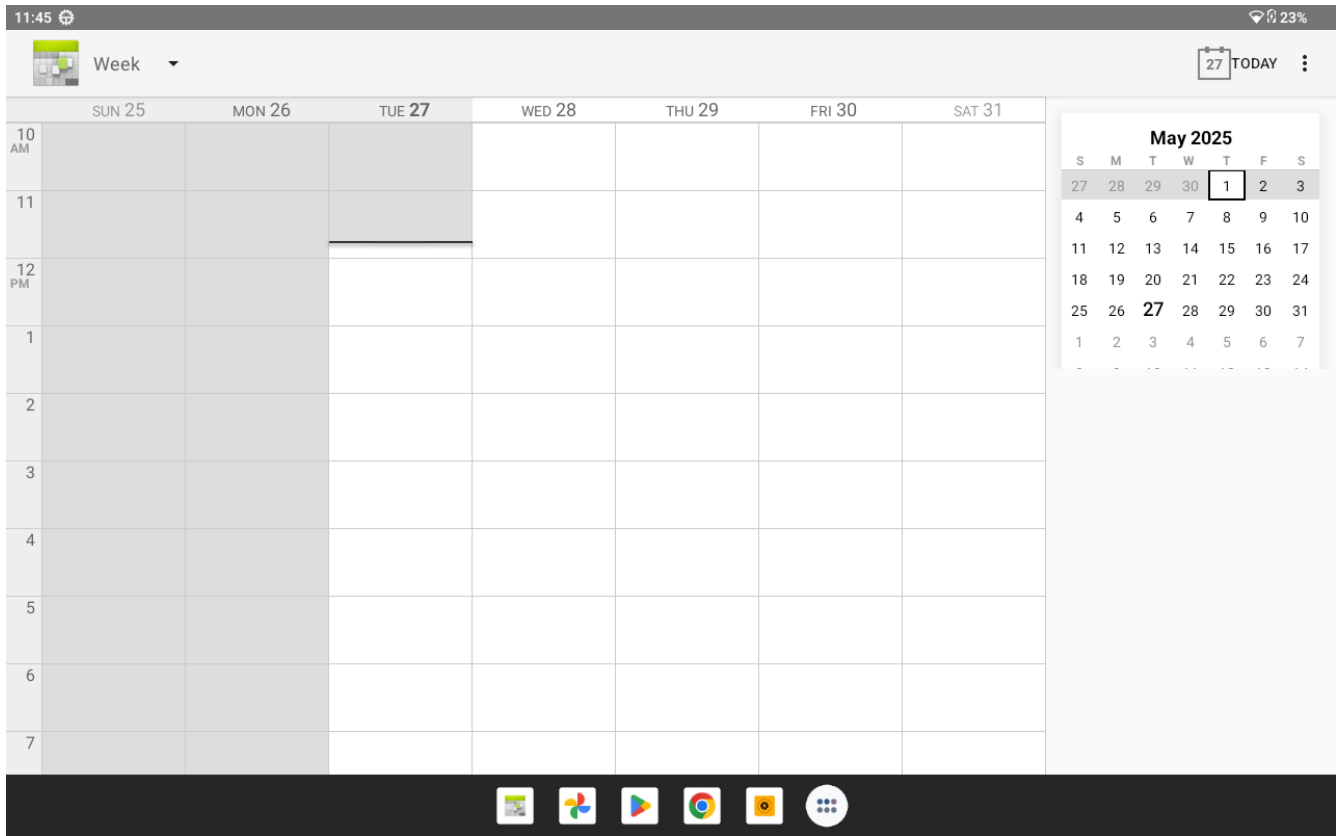 11:45 23%
Week 27 TODAY
SUN 25 MON 26 TUE 27 WED 28 THU 29 FRI 30 SAT 31
10
AM
11
12
PM
1
2
3
4
5
6
7
May 2025
S M T W T F S
27 28 29 30 1 2 3
4 5 6 7 8 9 10
11 12 13 14 15 16 17
18 19 20 21 22 23 24
25 26 27 28 29 30 31
1 2 3 4 5 6 7